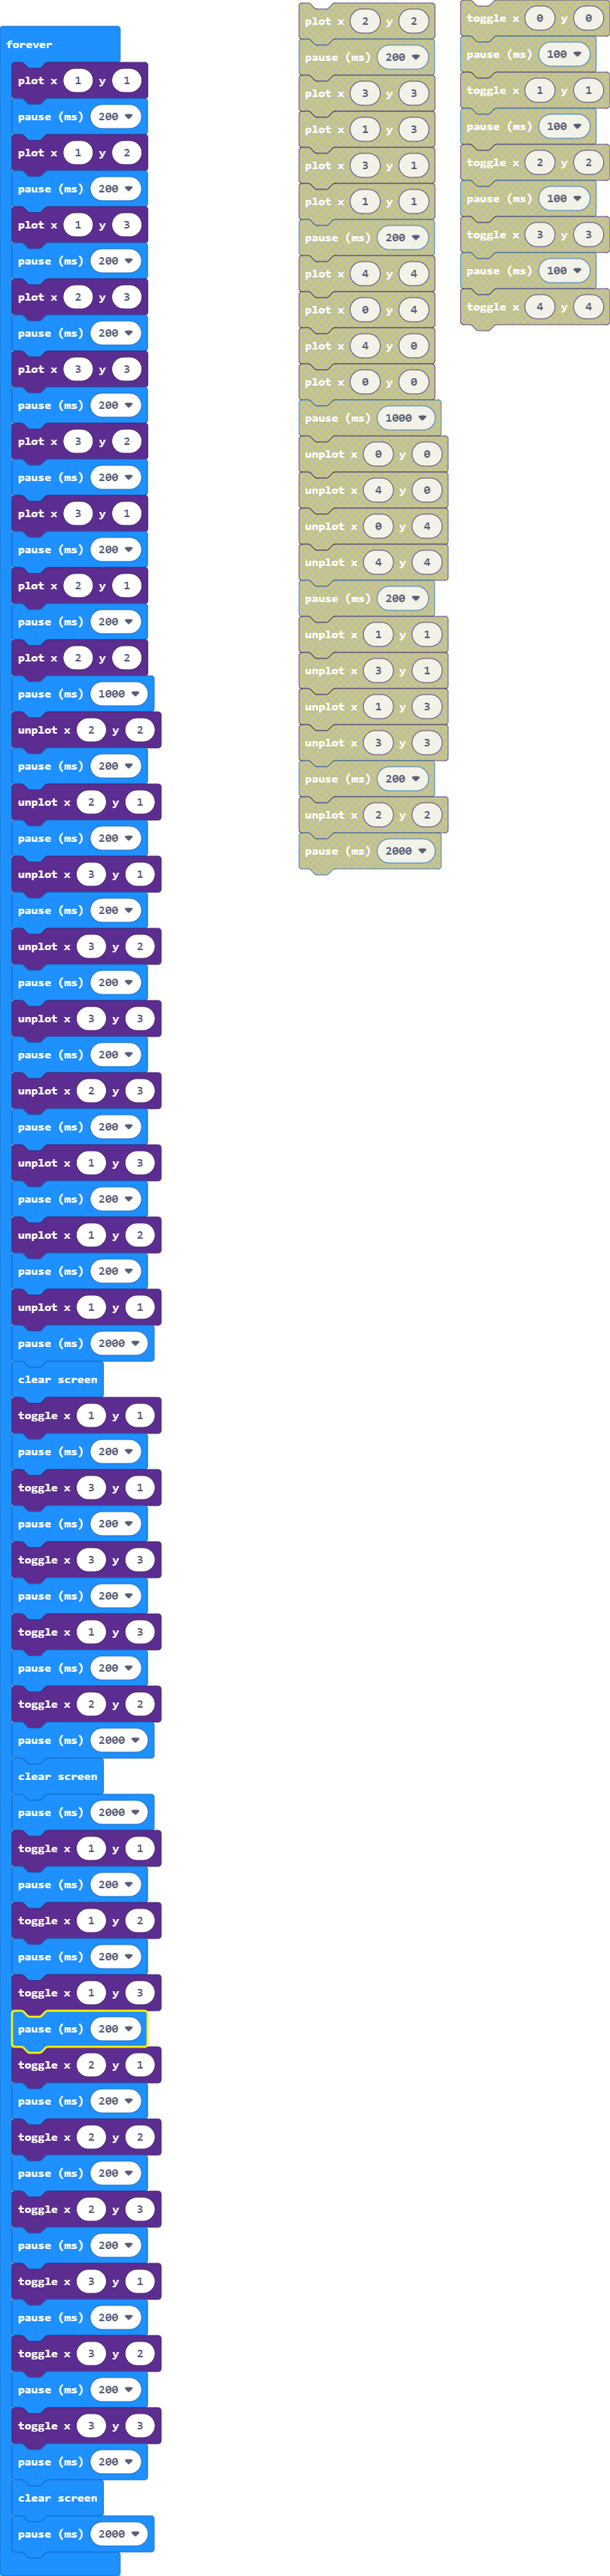 forever
plot x 1 y 1
pause (ms) 200
plot x 1 y 2
pause (ms) 200
plot x 1 y 3
pause (ms) 200
plot x 2 y 3
pause (ms) 200
plot x 3 y 3
pause (ms) 200
plot x 3 y 2
pause (ms) 200
plot x 3 y 1
pause (ms) 200
plot x 2 y 1
pause (ms) 200
plot x 2 y 2
pause (ms) 1000
unplot x 2 y 2
pause (ms) 200
unplot x 2 y 1
pause (ms) 200
unplot x 3 y 1
pause (ms) 200
unplot x 3 y 2
pause (ms) 200
unplot x 3 y 3
pause (ms) 200
unplot x 2 y 3
pause (ms) 200
unplot x 1 y 3
pause (ms) 200
unplot x 1 y 2
pause (ms) 200
unplot x 1 y 1
pause (ms) 2000
clear screen
toggle x 1 y 1
pause (ms) 200
toggle x 3 y 1
pause (ms) 200
toggle x 3 y 3
pause (ms) 200
toggle x 1 y 3
pause (ms) 200
toggle x 2 y 2
pause (ms) 2000
clear screen
pause (ms) 2000
toggle x 1 y 1
pause (ms) 200
toggle x 1 y 2
pause (ms) 200
toggle x 1 y 3
pause (ms) 200
toggle x 2 y 1
pause (ms) 200
toggle x 2 y 2
pause (ms) 200
toggle x 2 y 3
pause (ms) 200
toggle x 3 y 1
pause (ms) 200
toggle x 3 y 2
pause (ms) 200
toggle x 3 y 3
pause (ms) 200
clear screen
pause (ms) 2000
plot x 2 y 2
pause (ms) 200
plot x 3 y 3
plot x 1 y 3
plot x 3 y 1
plot x 1 y 1
pause (ms) 200
plot x 4 y 4
plot x 0 y 4
plot x 4 y 0
plot x 0 y 0
pause (ms) 1000
unplot x 0 y 0
unplot x 4 y 0
unplot x 0 y 4
unplot x 4 y 4
pause (ms) 200
unplot x 1 y 1
unplot x 3 y 1
unplot x 1 y 3
unplot x 3 y 3
pause (ms) 200
unplot x 2 y 2
pause (ms) 2000
toggle x 0 y 0
pause (ms) 100
toggle x 1 y 1
pause (ms) 100
toggle x 2 y 2
pause (ms) 100
toggle x 3 y 3
pause (ms) 100
toggle x 4 y 4